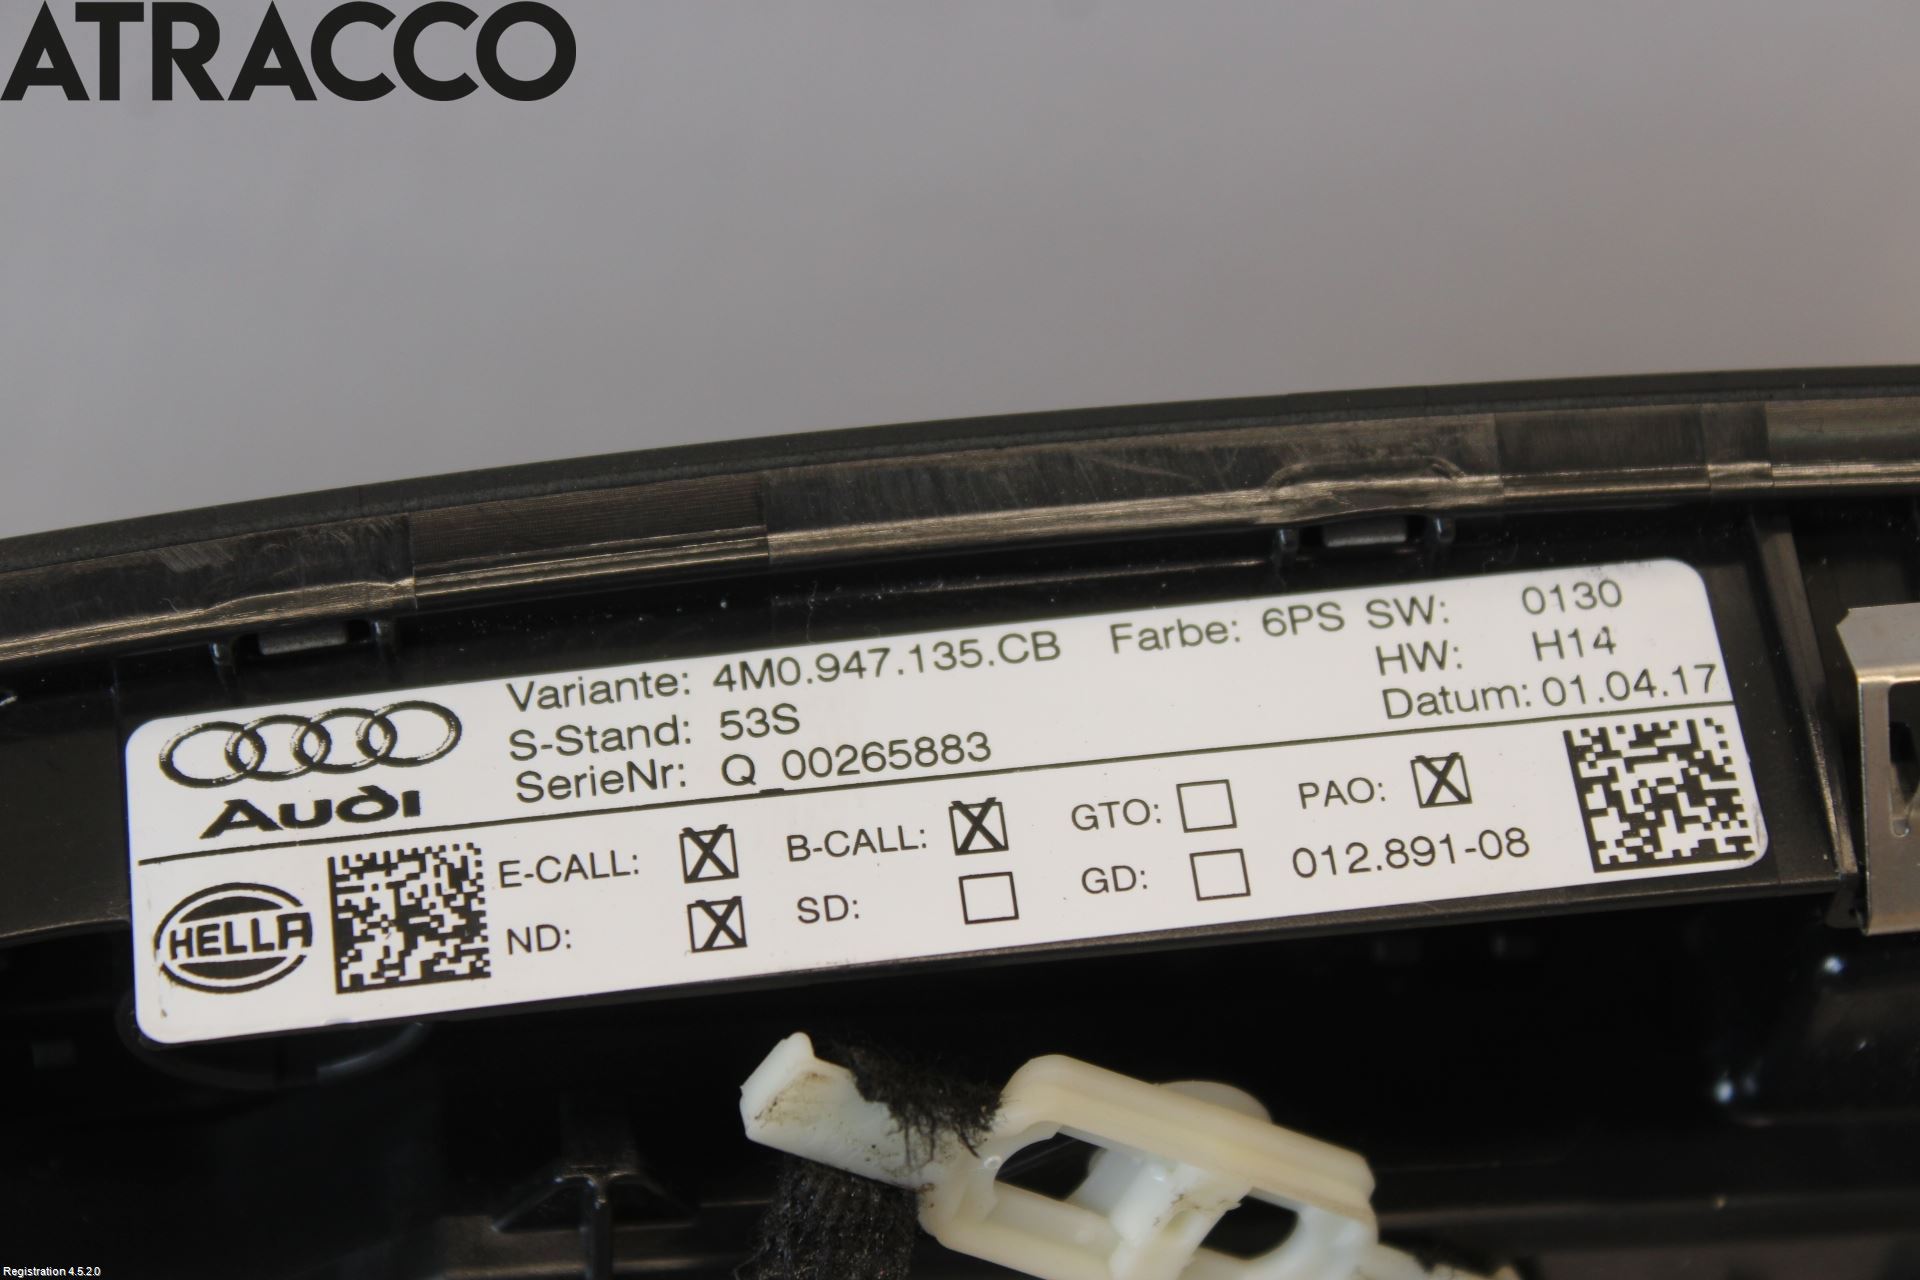 ATRACCO
Variante: 4M0.947.135.CB Farbe: 6PS SW: 0130
S-Stand: 53S HW: H14
SerieNr: Q_00265883 Datum: 01.04.17
Audi
E-CALL: ☒ B-CALL: ☒ GTO: ☐ PAO: ☒
HELLA
ND: ☒ SD: ☐ GD: ☐ 012.891-08
Registration 4.5.2.0